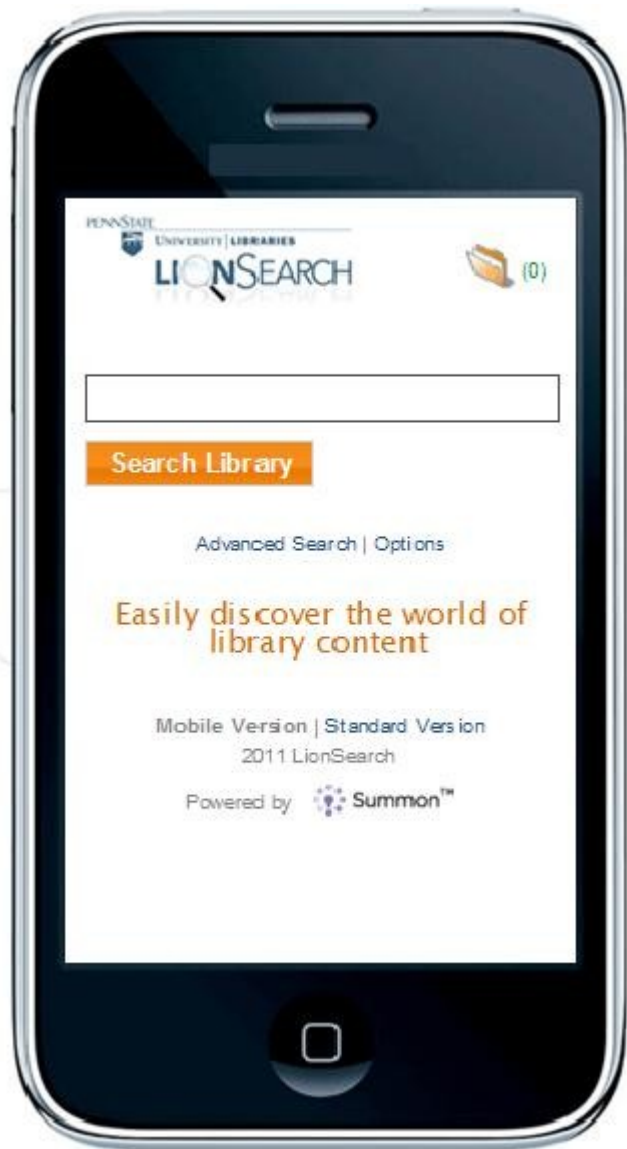 PENNSTATE
UNIVERSITY | LIBRARIES
LIONSEARCH
(0)
Search Library
Advanced Search | Options
Easily discover the world of
library content
Mobile Version | Standard Version
2011 LionSearch
Powered by Summon™